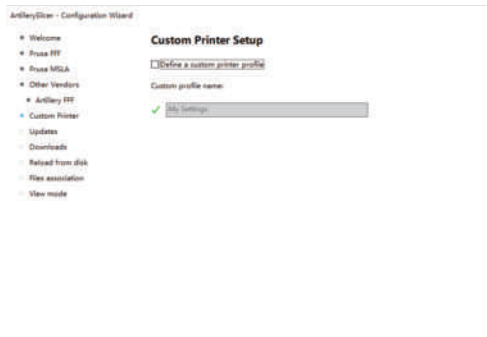 ArtillerySlicer - Configuration Wizard
Welcome
Prusa FFF
Prusa MSLA
Other Vendors
Artillery FFF
Custom Printer
Updates
Downloads
Reload from disk
Files association
View mode
Custom Printer Setup
Define a custom printer profile
Custom profile name:
My Settings